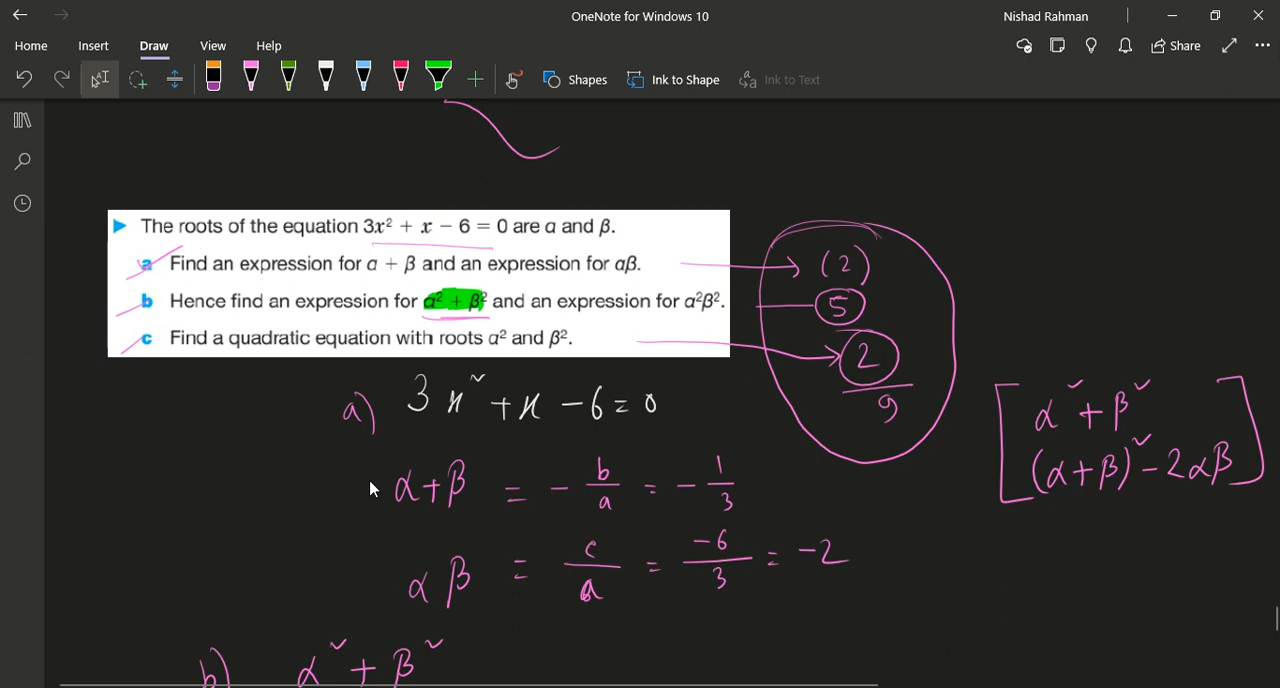 OneNote for Windows 10
Nishad Rahman
Home Insert Draw View Help
Share
Shapes
Ink to Shape
Ink to Text
The roots of the equation 3x² + x − 6 = 0 are α and β.
a Find an expression for α + β and an expression for αβ.
b Hence find an expression for α² + β² and an expression for α²β².
c Find a quadratic equation with roots α² and β².
(2)
5
2
9
a) 3x² + x − 6 = 0
α² + β²
(α+β)² − 2αβ
α+β = − b/a = − 1/3
αβ = c/a = −6/3 = −2
b) α² + β²